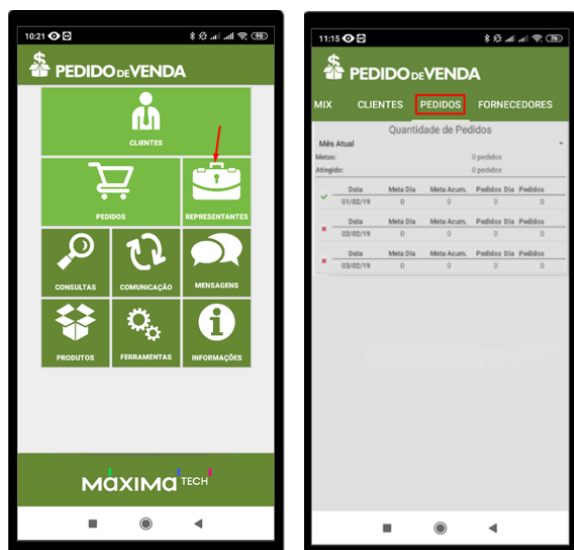 10:21
99
PEDIDO DE VENDA
CLIENTES
PEDIDOS
REPRESENTANTES
CONSULTAS
COMUNICAÇÃO
MENSAGENS
PRODUTOS
FERRAMENTAS
INFORMAÇÕES
MÁXIMA TECH
11:15
76
PEDIDO DE VENDA
MIX CLIENTES PEDIDOS FORNECEDORES
Quantidade de Pedidos
Mês Atual
Metas: 0 pedidos
Atingido: 0 pedidos
Data Meta Dia Meta Acum. Pedidos Dia Pedidos
01/02/19 0 0 0 0
Data Meta Dia Meta Acum. Pedidos Dia Pedidos
02/02/19 0 0 0 0
Data Meta Dia Meta Acum. Pedidos Dia Pedidos
03/02/19 0 0 0 0